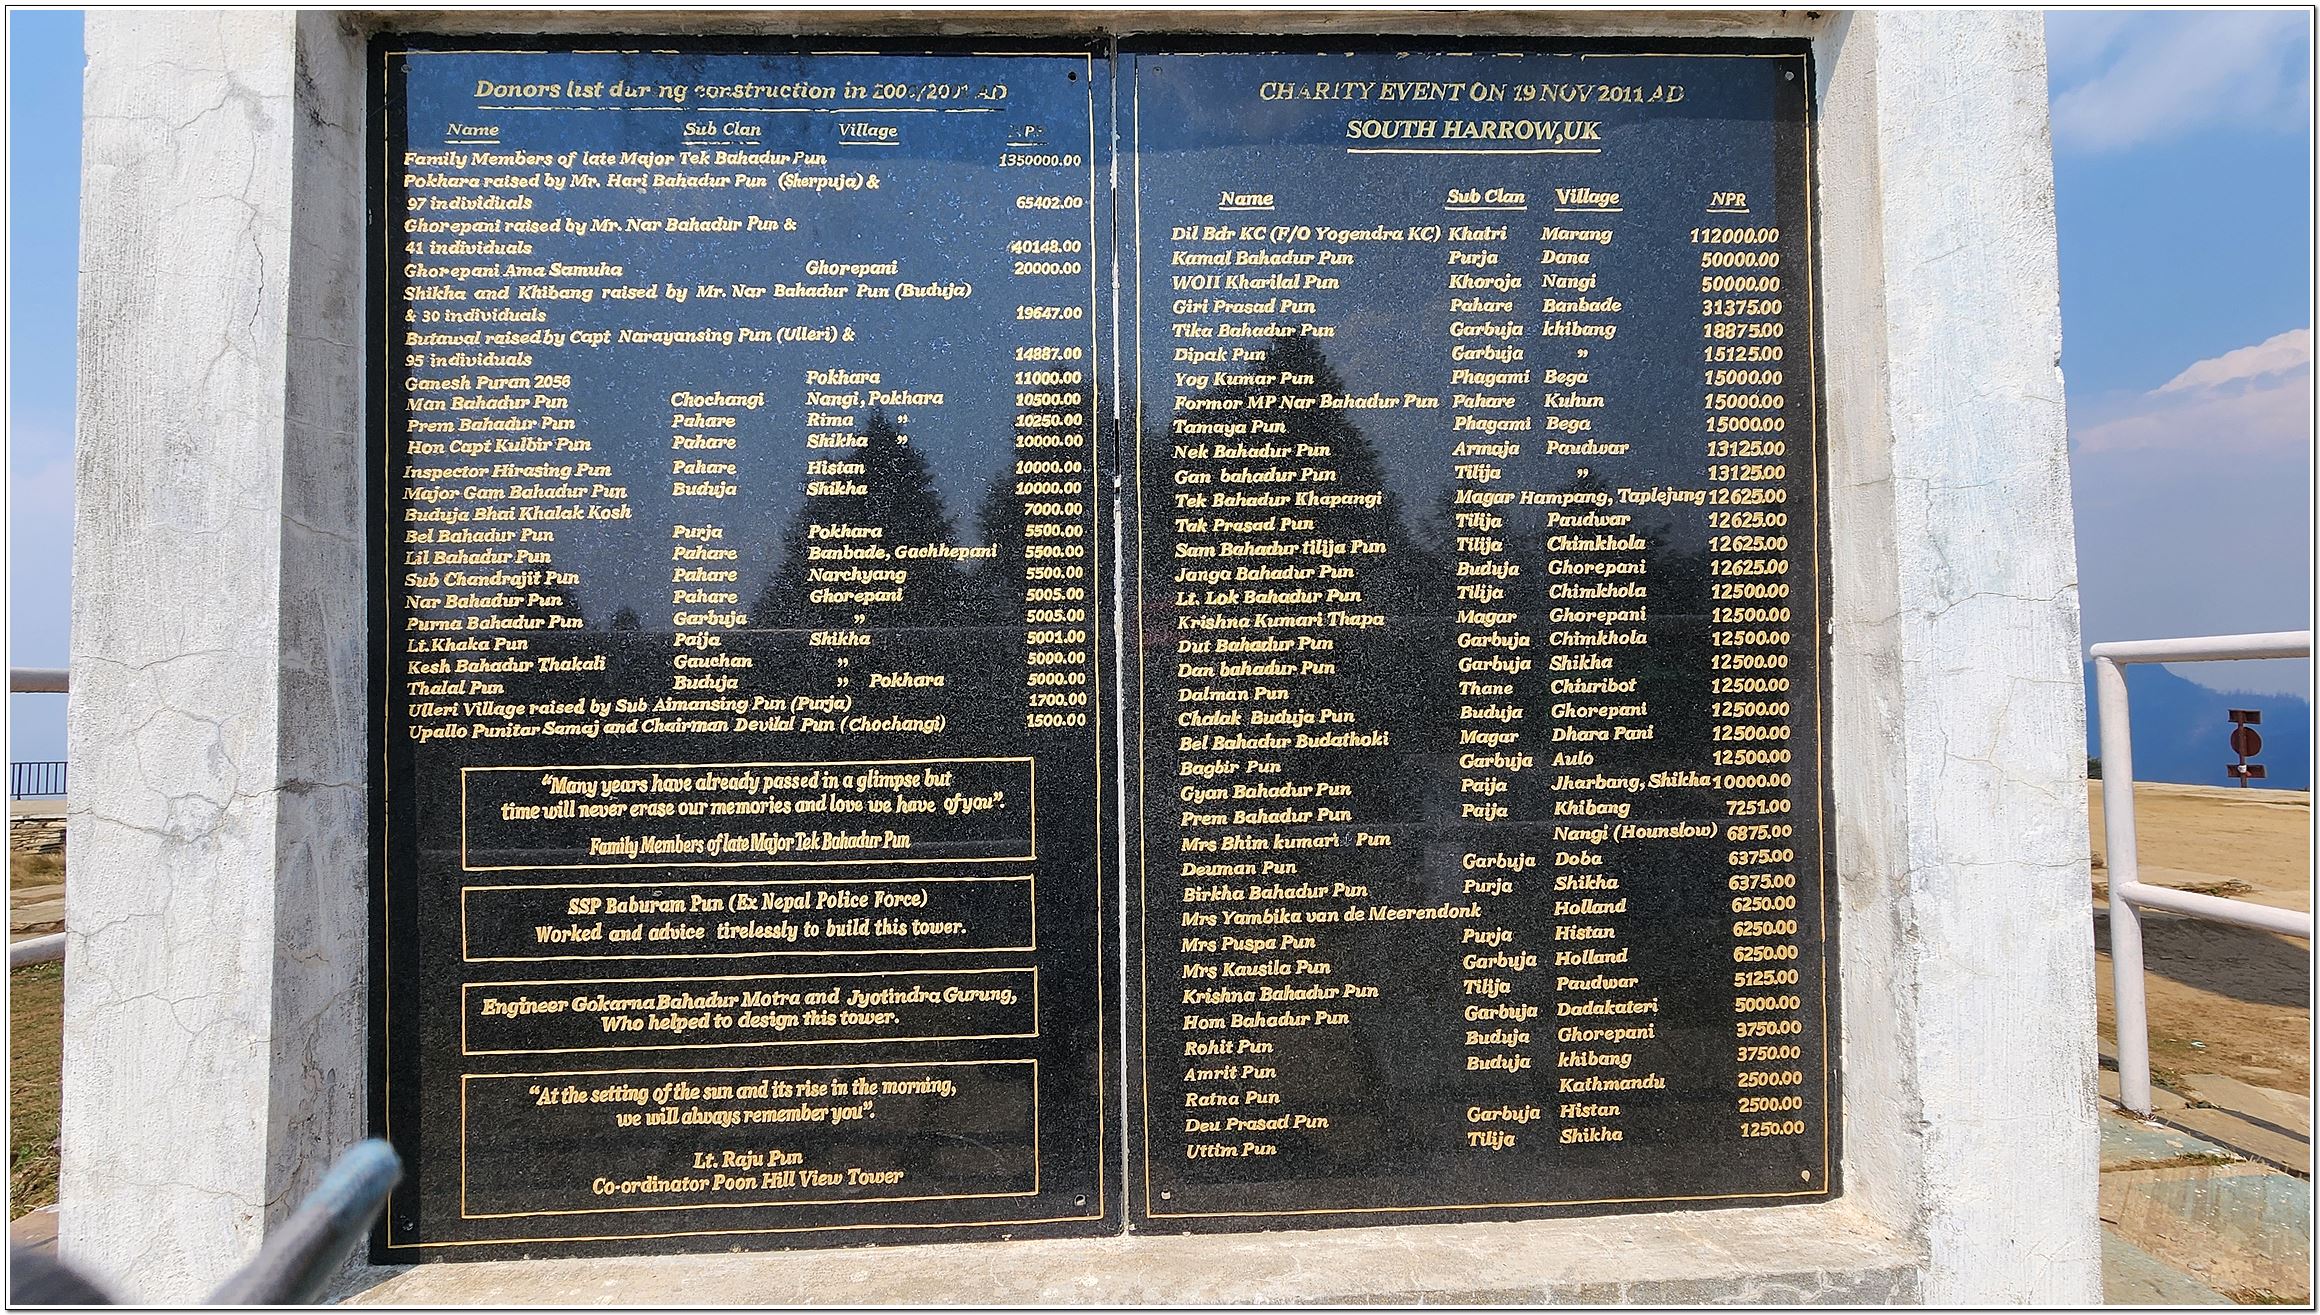 Donors list construction in AD
Name Sub Clan Village
Family Members of late Major Tek Bahadur Pun 1350000.00
Pokhara raised by Mr. Hari Bahadur Pun (Sherpuja) &
97 individuals 65402.00
Ghorepani raised by Mr. Nar Bahadur Pun &
41 individuals 40148.00
Ghorepani Ama Samuha Ghorepani 20000.00
Shikha and Khibang raised by Mr. Nar Bahadur Pun (Buduja)
& 30 individuals 19647.00
Butawal raised by Capt Narayansing Pun (Ulleri) &
95 individuals 14887.00
Ganesh Puran 2056 Pokhara 11000.00
Man Bahadur Pun Chochangi Nangi, Pokhara 10500.00
Prem Bahadur Pun Pahare Rima ” 10250.00
Hon Capt Kulbir Pun Pahare Shikha ” 10000.00
Inspector Hirasing Pun Pahare Histan 10000.00
Major Gam Bahadur Pun Buduja Shikha 10000.00
Buduja Bhai Khalak Kosh 7000.00
Bel Bahadur Pun Purja Pokhara 5500.00
Lil Bahadur Pun Pahare Banbade, Gachhepani 5500.00
Sub Chandrajit Pun Pahare Narchyang 5500.00
Nar Bahadur Pun Pahare Ghorepani 5005.00
Purna Bahadur Pun Garbuja ” 5005.00
Lt.Khaka Pun Paija Shikha 5001.00
Kesh Bahadur Thakali Gauchan ” 5000.00
Thalal Pun Buduja ” Pokhara 5000.00
Ulleri Village raised by Sub Aimansing Pun (Purja) 1700.00
Upallo Punitar Samaj and Chairman Devilal Pun (Chochangi) 1500.00
“Many years have already passed in a glimpse but
time will never erase our memories and love we have of you”.
Family Members of late Major Tek Bahadur Pun
SSP Baburam Pun (Ex Nepal Police Force)
Worked and advice tirelessly to build this tower.
Engineer Gokarna Bahadur Motra and Jyotindra Gurung,
Who helped to design this tower.
“At the setting of the sun and its rise in the morning,
we will always remember you”.
Lt. Raju Pun
Co-ordinator Poon Hill View Tower
CHARITY EVENT ON 19 NOV 2011 AD
SOUTH HARROW,UK
Name Sub Clan Village NPR
Dil Bdr KC (F/O Yogendra KC) Khatri Marang 112000.00
Kamal Bahadur Pun Purja Dana 50000.00
WOII Kharilal Pun Khoroja Nangi 50000.00
Giri Prasad Pun Pahare Banbade 31375.00
Tika Bahadur Pun Garbuja khibang 18875.00
Dipak Pun Garbuja ” 15125.00
Yog Kumar Pun Phagami Bega 15000.00
Formor MP Nar Bahadur Pun Pahare Kuhun 15000.00
Tamaya Pun Phagami Bega 15000.00
Nek Bahadur Pun Armaja Paudwar 13125.00
Gan bahadur Pun Tilija ” 13125.00
Tek Bahadur Khapangi Magar Hampang, Taplejung 12625.00
Tak Prasad Pun Tilija Paudwar 12625.00
Sam Bahadur tilija Pun Tilija Chimkhola 12625.00
Janga Bahadur Pun Buduja Ghorepani 12625.00
Lt. Lok Bahadur Pun Tilija Chimkhola 12500.00
Krishna Kumari Thapa Magar Ghorepani 12500.00
Dut Bahadur Pun Garbuja Chimkhola 12500.00
Dan bahadur Pun Garbuja Shikha 12500.00
Dalman Pun Thane Chiuribot 12500.00
Chalak Buduja Pun Buduja Ghorepani 12500.00
Bel Bahadur Budathoki Magar Dhara Pani 12500.00
Bagbir Pun Garbuja Aulo 12500.00
Gyan Bahadur Pun Paija Jharbang, Shikha 10000.00
Prem Bahadur Pun Paija Khibang 7251.00
Mrs Bhim kumari Pun Nangi (Hounslow) 6875.00
Deuman Pun Garbuja Doba 6375.00
Birkha Bahadur Pun Purja Shikha 6375.00
Mrs Yambika van de Meerendonk Holland 6250.00
Mrs Puspa Pun Purja Histan 6250.00
Mrs Kausila Pun Garbuja Holland 6250.00
Krishna Bahadur Pun Tilija Paudwar 5125.00
Hom Bahadur Pun Garbuja Dadakateri 5000.00
Rohit Pun Buduja Ghorepani 3750.00
Amrit Pun Buduja khibang 3750.00
Ratna Pun Kathmandu 2500.00
Deu Prasad Pun Garbuja Histan 2500.00
Uttim Pun Tilija Shikha 1250.00